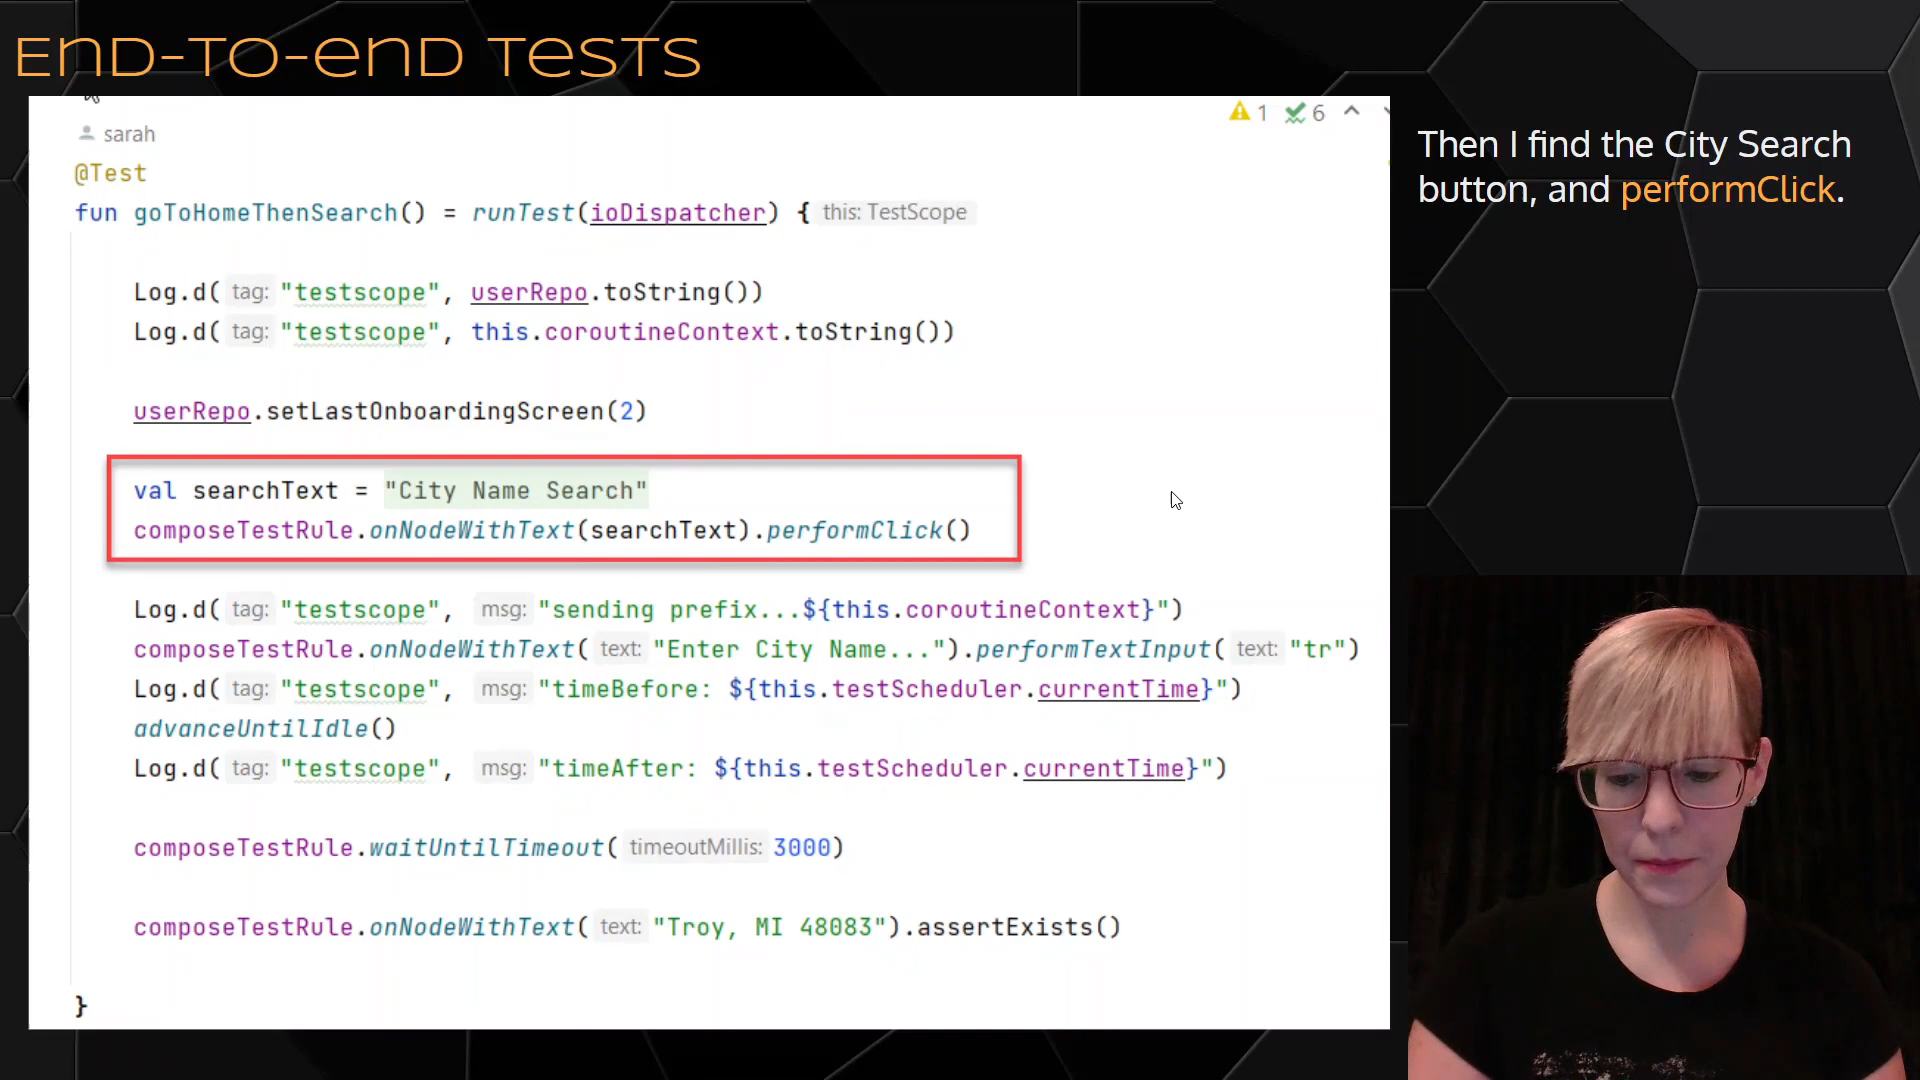 End-to-end Tests
1 6
sarah
@Test
fun goToHomeThenSearch() = runTest(ioDispatcher) { this: TestScope
Log.d( tag: "testscope", userRepo.toString())
Log.d( tag: "testscope", this.coroutineContext.toString())
userRepo.setLastOnboardingScreen(2)
val searchText = "City Name Search"
composeTestRule.onNodeWithText(searchText).performClick()
Log.d( tag: "testscope", msg: "sending prefix...${this.coroutineContext}")
composeTestRule.onNodeWithText( text: "Enter City Name...").performTextInput( text: "tr")
Log.d( tag: "testscope", msg: "timeBefore: ${this.testScheduler.currentTime}")
advanceUntilIdle()
Log.d( tag: "testscope", msg: "timeAfter: ${this.testScheduler.currentTime}")
composeTestRule.waitUntilTimeout( timeoutMillis: 3000)
composeTestRule.onNodeWithText( text: "Troy, MI 48083").assertExists()
}
Then I find the City Search
button, and performClick.